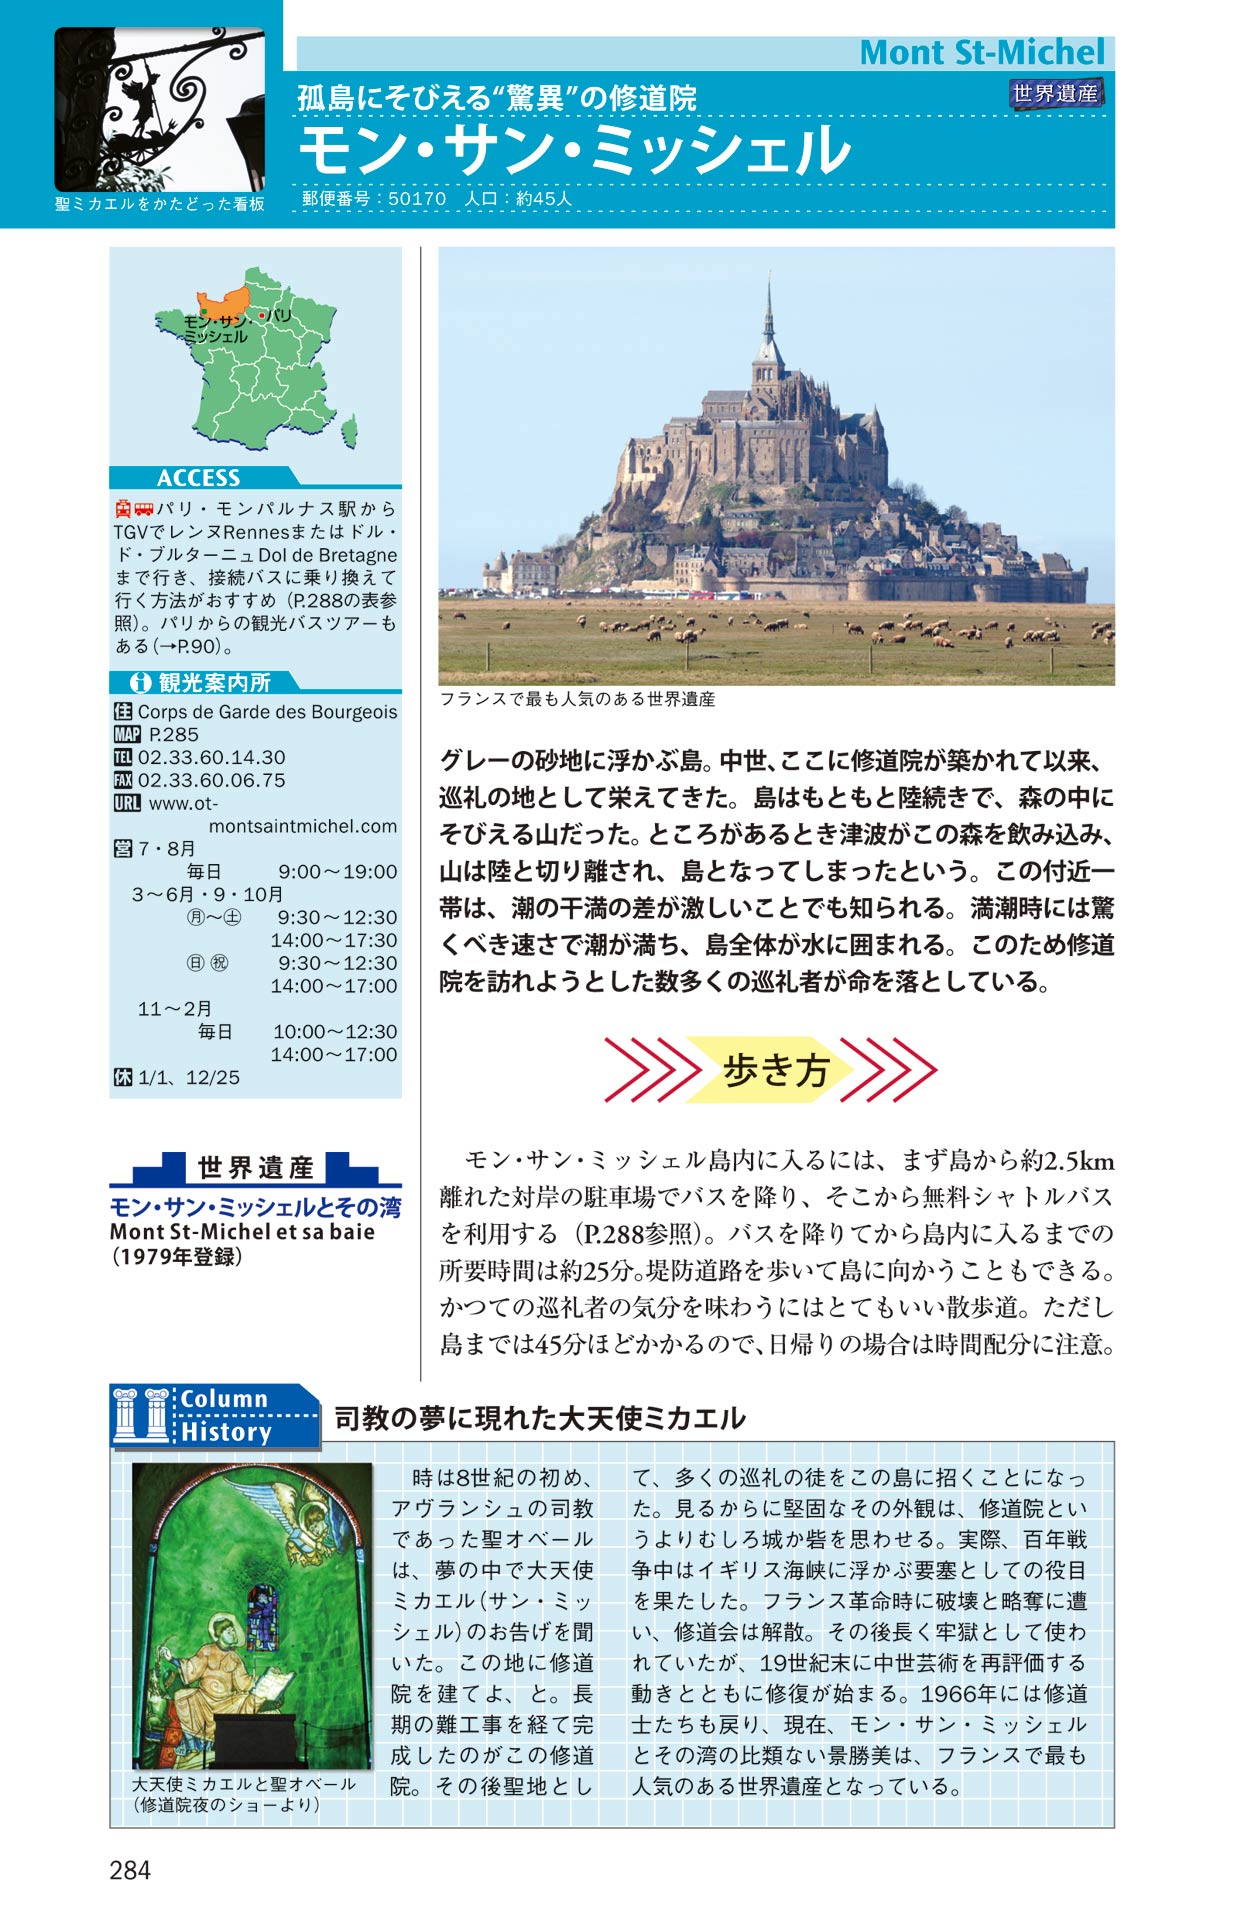 Mont St-Michel
孤島にそびえる“驚異”の修道院
世界遺産
モン・サン・ミッシェル
郵便番号：50170　人口：約45人
聖ミカエルをかたどった看板
モン・サン・
ミッシェル
パリ
ACCESS
パリ・モンパルナス駅から
TGVでレンヌRennesまたはドル・
ド・ブルターニュDol de Bretagne
まで行き、接続バスに乗り換えて
行く方法がおすすめ（P.288の表参
照）。パリからの観光バスツアーも
ある（→P.90）。
i 観光案内所
住 Corps de Garde des Bourgeois
MAP P.285
TEL 02.33.60.14.30
FAX 02.33.60.06.75
URL www.ot-
montsaintmichel.com
営 7・8月
毎日　9:00～19:00
3～6月・9・10月
㊊～㊏　9:30～12:30
14:00～17:30
㊐ ㊗　9:30～12:30
14:00～17:00
11～2月
毎日　10:00～12:30
14:00～17:00
休 1/1、12/25
世界遺産
モン・サン・ミッシェルとその湾
Mont St-Michel et sa baie
（1979年登録）
フランスで最も人気のある世界遺産
グレーの砂地に浮かぶ島。中世、ここに修道院が築かれて以来、
巡礼の地として栄えてきた。島はもともと陸続きで、森の中に
そびえる山だった。ところがあるとき津波がこの森を飲み込み、
山は陸と切り離され、島となってしまったという。この付近一
帯は、潮の干満の差が激しいことでも知られる。満潮時には驚
くべき速さで潮が満ち、島全体が水に囲まれる。このため修道
院を訪れようとした数多くの巡礼者が命を落としている。
歩き方
モン・サン・ミッシェル島内に入るには、まず島から約2.5km
離れた対岸の駐車場でバスを降り、そこから無料シャトルバス
を利用する（P.288参照）。バスを降りてから島内に入るまでの
所要時間は約25分。堤防道路を歩いて島に向かうこともできる。
かつての巡礼者の気分を味わうにはとてもいい散歩道。ただし
島までは45分ほどかかるので、日帰りの場合は時間配分に注意。
Column
History
司教の夢に現れた大天使ミカエル
時は8世紀の初め、
アヴランシュの司教
であった聖オベール
は、夢の中で大天使
ミカエル（サン・ミッ
シェル）のお告げを聞
いた。この地に修道
院を建てよ、と。長
期の難工事を経て完
成したのがこの修道
院。その後聖地とし
て、多くの巡礼の徒をこの島に招くことになっ
た。見るからに堅固なその外観は、修道院とい
うよりむしろ城か砦を思わせる。実際、百年戦
争中はイギリス海峡に浮かぶ要塞としての役目
を果たした。フランス革命時に破壊と略奪に遭
い、修道会は解散。その後長く牢獄として使わ
れていたが、19世紀末に中世芸術を再評価する
動きとともに修復が始まる。1966年には修道
士たちも戻り、現在、モン・サン・ミッシェル
とその湾の比類ない景勝美は、フランスで最も
人気のある世界遺産となっている。
大天使ミカエルと聖オベール
（修道院夜のショーより）
284